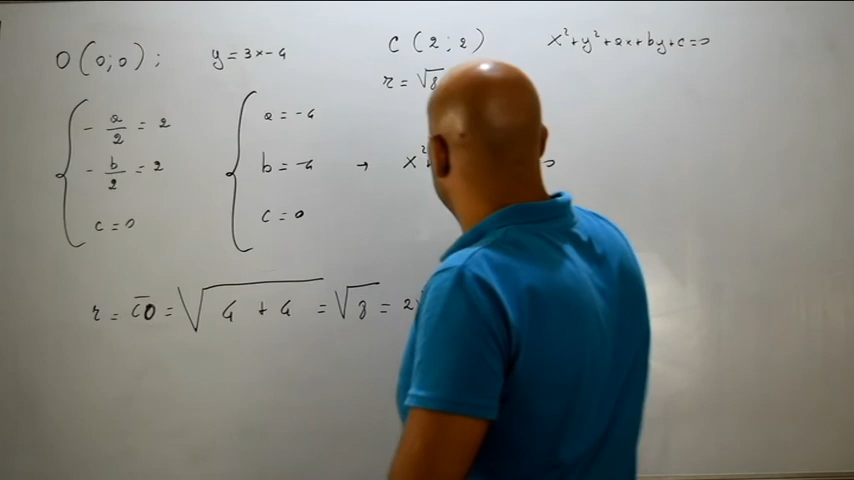 O (0;0); y = 3x-4 C (2;2) x²+y²+ax+by+c=0
r = √8
- a/2 = 2 a = -4
- b/2 = 2 b = -4 → x²
c = 0 c = 0
r = CO = √4 + 4 = √8 = 2